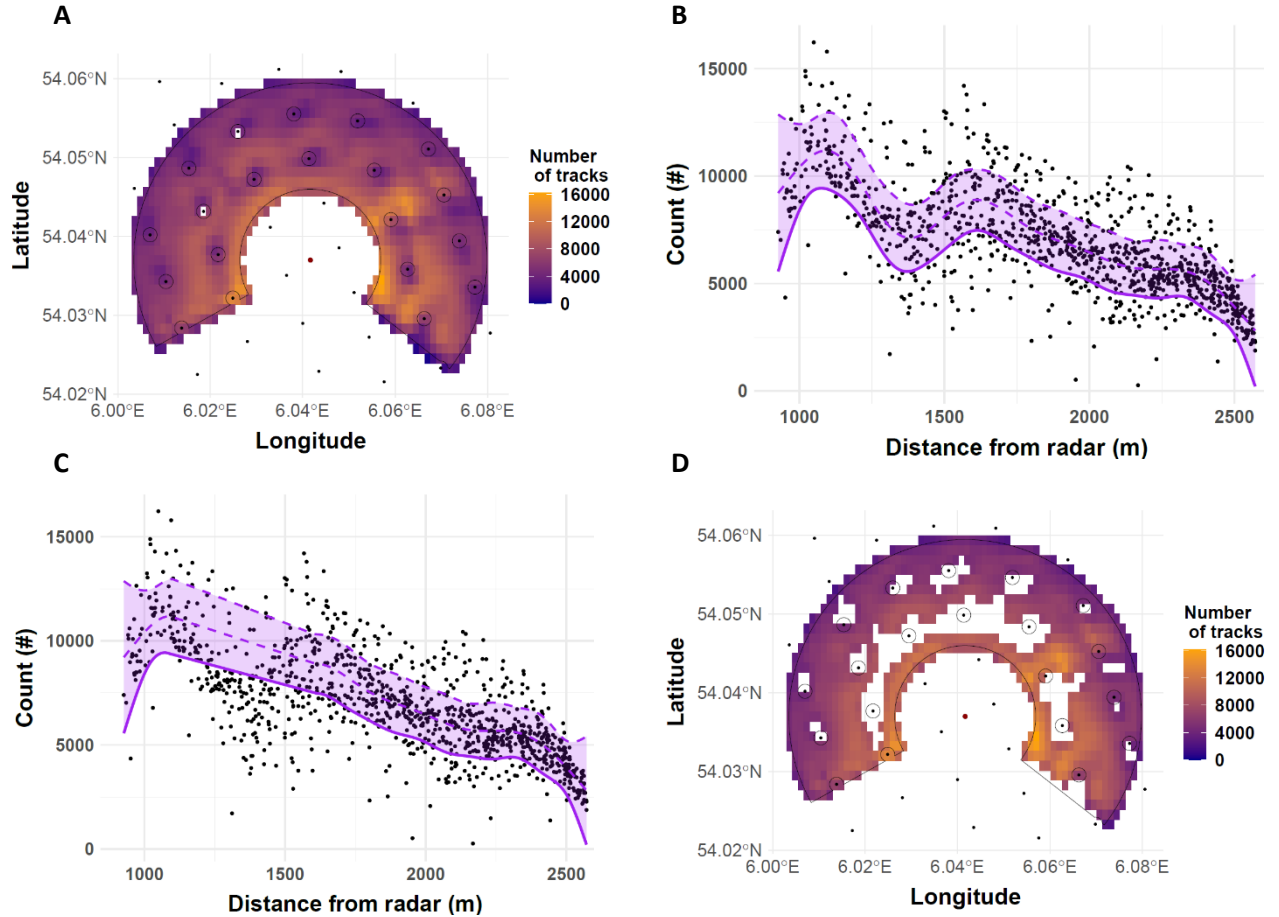 A
54.06°N
54.05°N
54.04°N
54.03°N
54.02°N
Latitude
6.00°E 6.02°E 6.04°E 6.06°E 6.08°E
Longitude
Number
of tracks
16000
12000
8000
4000
0
B
15000
10000
5000
0
Count (#)
1000 1500 2000 2500
Distance from radar (m)
C
15000
10000
5000
0
Count (#)
1000 1500 2000 2500
Distance from radar (m)
D
54.06°N
54.05°N
54.04°N
54.03°N
54.02°N
Latitude
6.00°E 6.02°E 6.04°E 6.06°E 6.08°E
Longitude
Number
of tracks
16000
12000
8000
4000
0